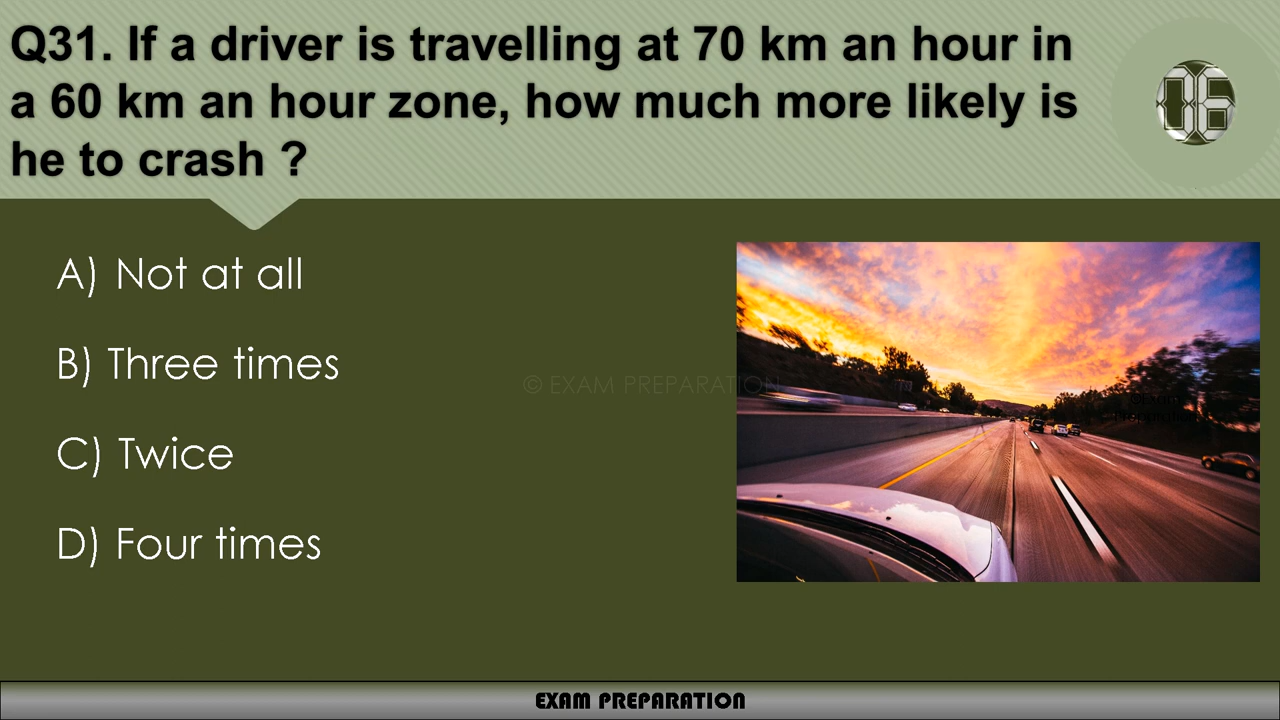 Q31. If a driver is travelling at 70 km an hour in
a 60 km an hour zone, how much more likely is
he to crash ?
06
A) Not at all
B) Three times
C) Twice
D) Four times
© EXAM PREPARATION
EXAM PREPARATION